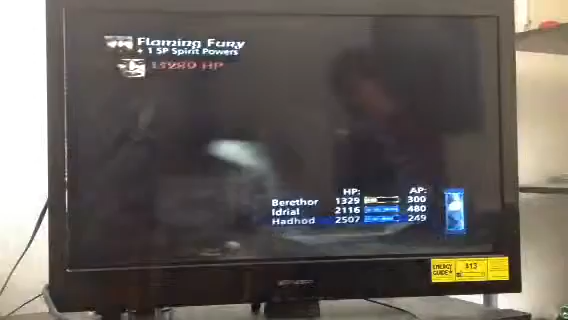 Flaming Fury
+ 1 SP Spirit Powers
HP
HP: AP:
Berethor 1329 300
Idrial 2116 480
Hadhod 2507 249
ENERGY
GUIDE
$13